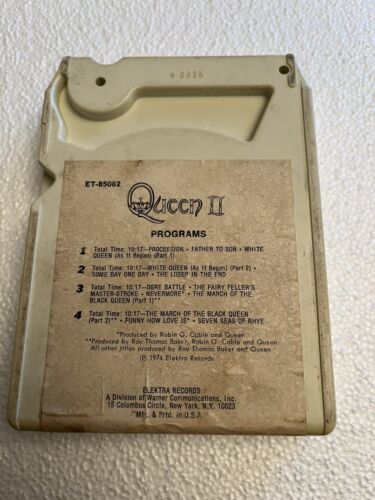 ET-85082
Queen II
PROGRAMS
1 Total Time: 10:17—PROCESSION • FATHER TO SON • WHITE
QUEEN (As It Began) (Part 1)
2 Total Time: 10:17—WHITE QUEEN (As It Began) (Part 2) •
SOME DAY ONE DAY • THE LOSER IN THE END
3 Total Time: 10:17—OGRE BATTLE • THE FAIRY FELLER'S
MASTER-STROKE • NEVERMORE* • THE MARCH OF THE
BLACK QUEEN (Part 1)**
4 Total Time: 10:17—THE MARCH OF THE BLACK QUEEN
(Part 2)** • FUNNY HOW LOVE IS* • SEVEN SEAS OF RHYE
*Produced by Robin G. Cable and Queen
**Produced by Roy Thomas Baker, Robin G. Cable and Queen
All other titles produced by Roy Thomas Baker and Queen
Ⓟ 1974 Elektra Records
ELEKTRA RECORDS
A Division of Warner Communications, Inc.
15 Columbus Circle, New York, N.Y. 10023
"Mfg. & Prtd. in U.S.A."